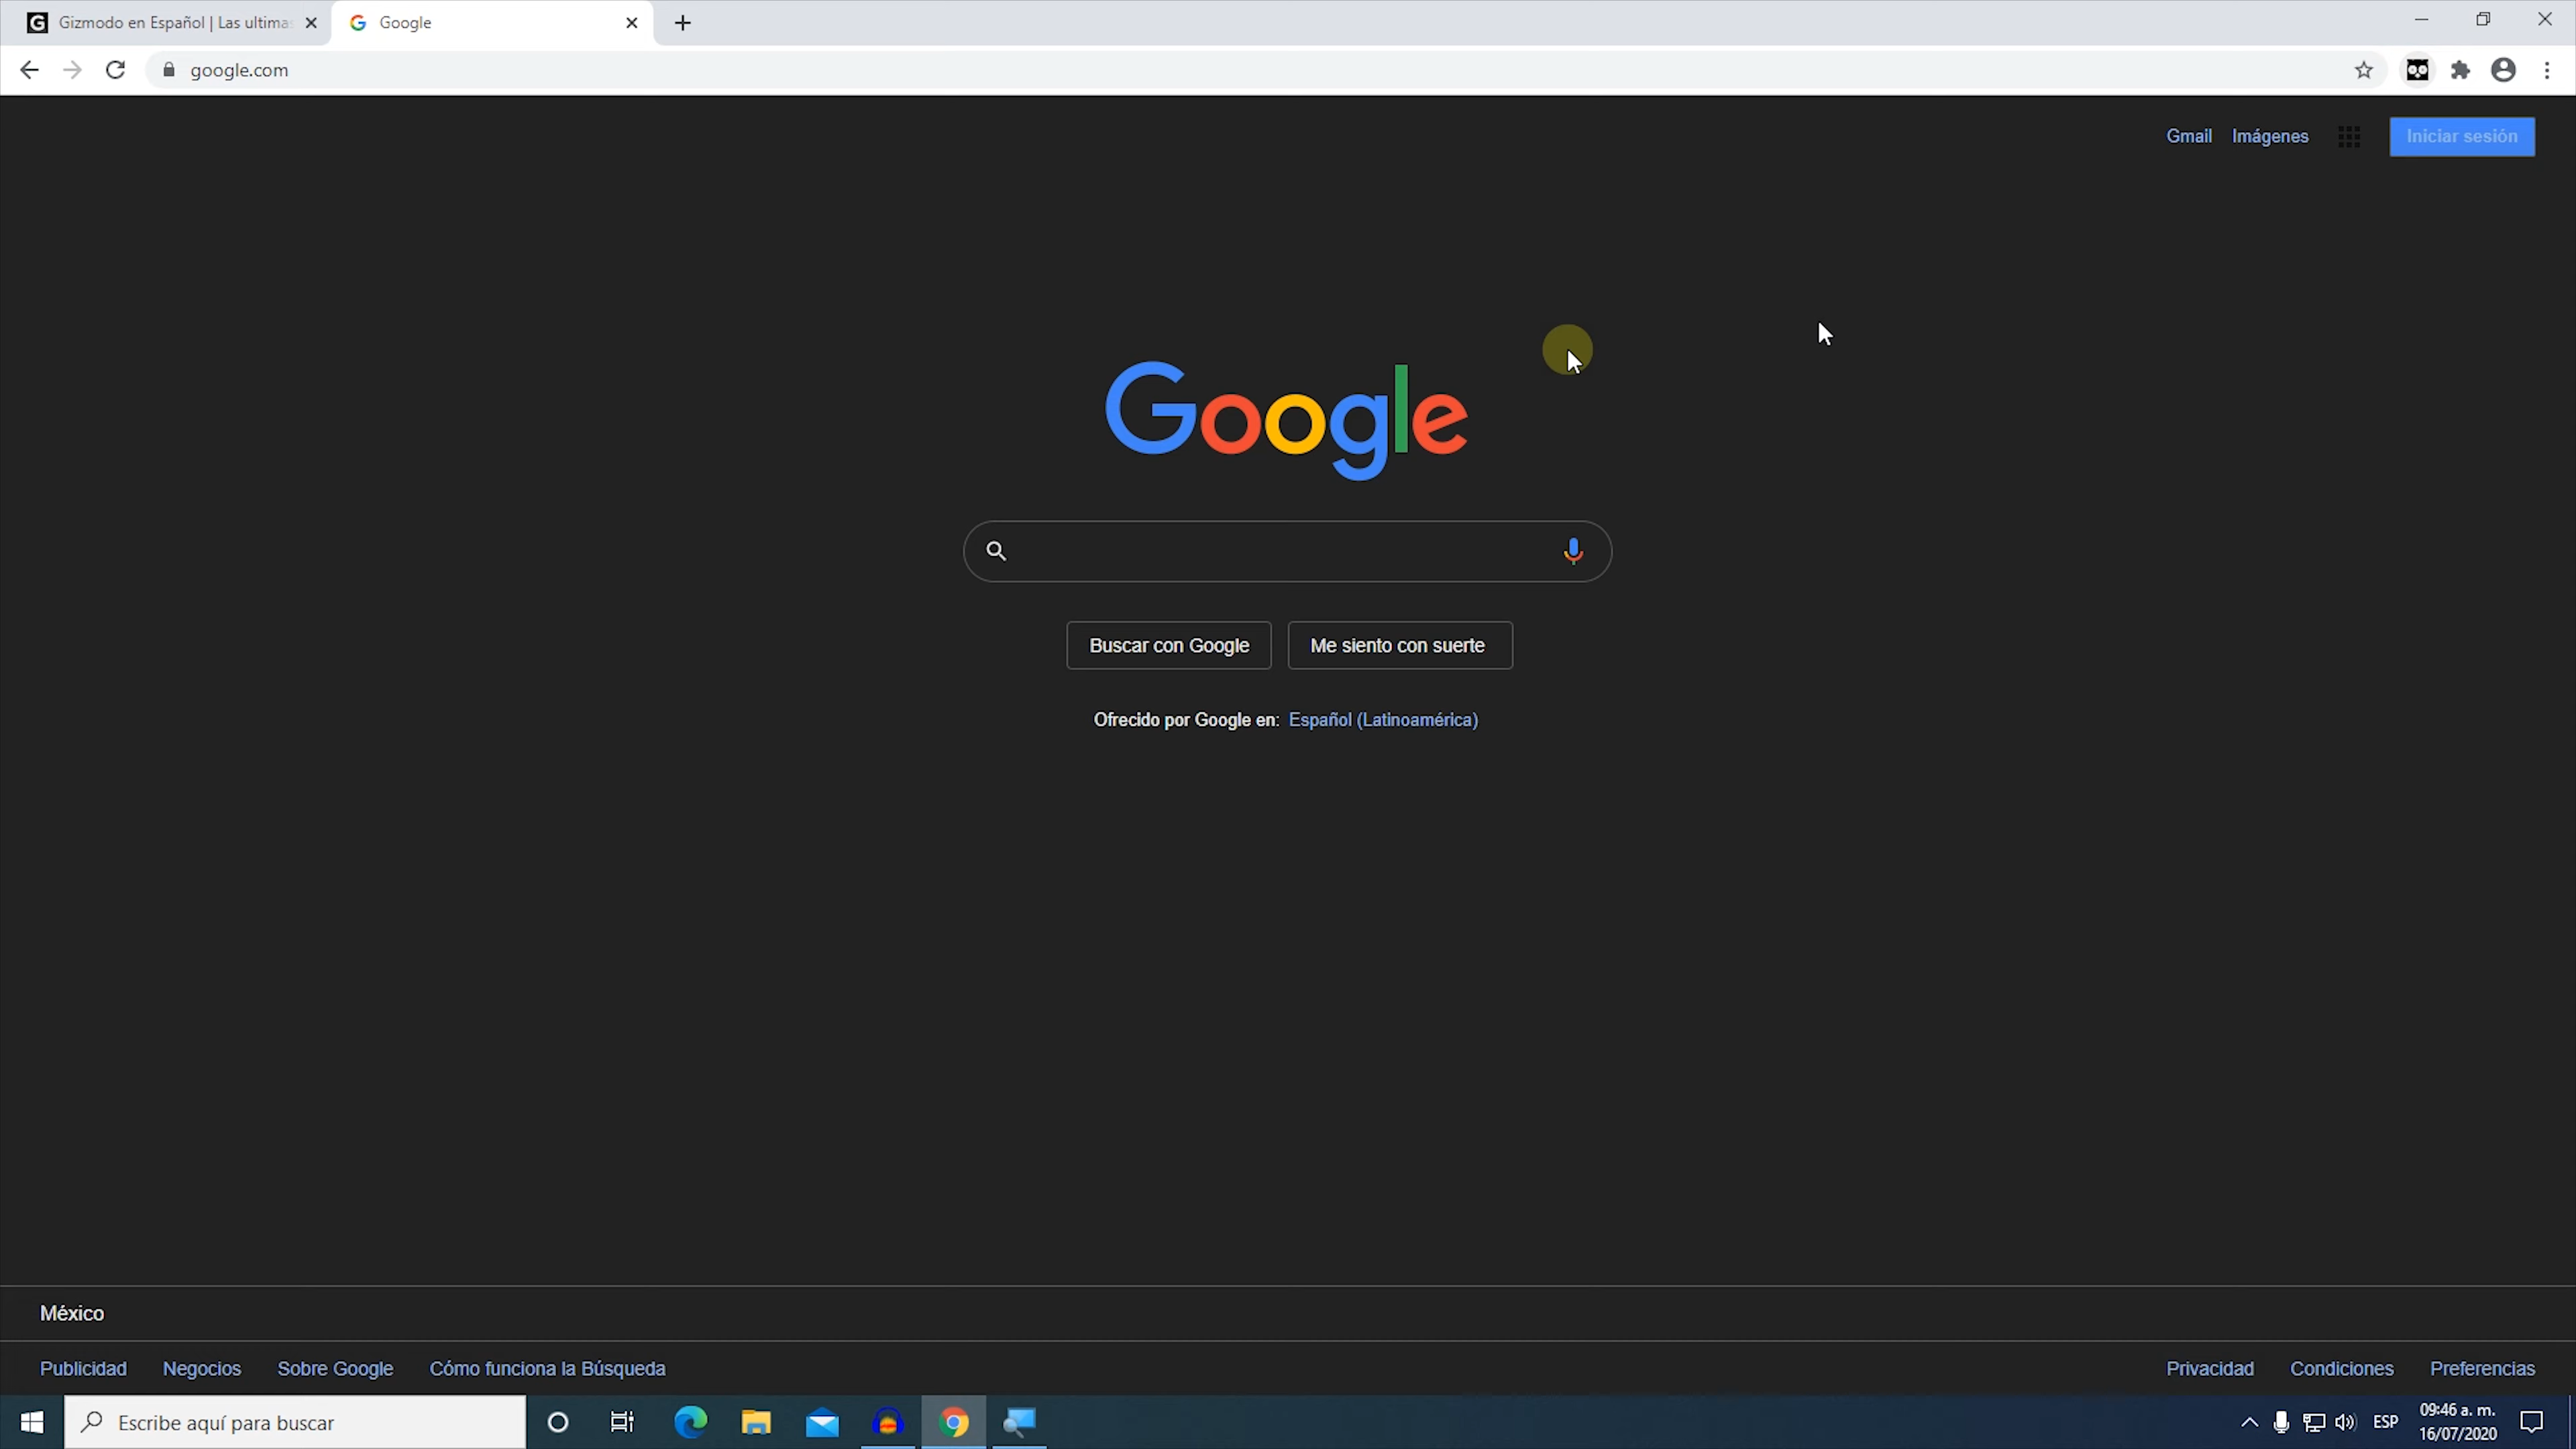 Gizmodo en Español | Las ultima
Google
google.com
Gmail
Imágenes
Iniciar sesión
Google
Buscar con Google
Me siento con suerte
Ofrecido por Google en: Español (Latinoamérica)
México
Publicidad
Negocios
Sobre Google
Cómo funciona la Búsqueda
Privacidad
Condiciones
Preferencias
Escribe aquí para buscar
ESP
09:46 a. m.
16/07/2020